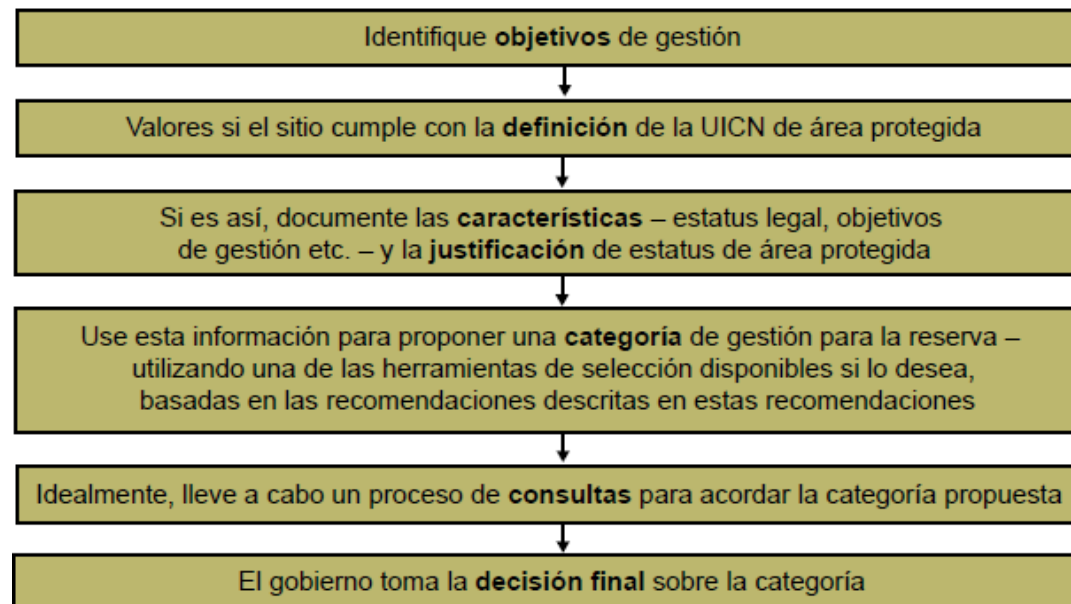 Identifique objetivos de gestión
Valores si el sitio cumple con la definición de la UICN de área protegida
Si es así, documente las características – estatus legal, objetivos
de gestión etc. – y la justificación de estatus de área protegida
Use esta información para proponer una categoría de gestión para la reserva –
utilizando una de las herramientas de selección disponibles si lo desea,
basadas en las recomendaciones descritas en estas recomendaciones
Idealmente, lleve a cabo un proceso de consultas para acordar la categoría propuesta
El gobierno toma la decisión final sobre la categoría